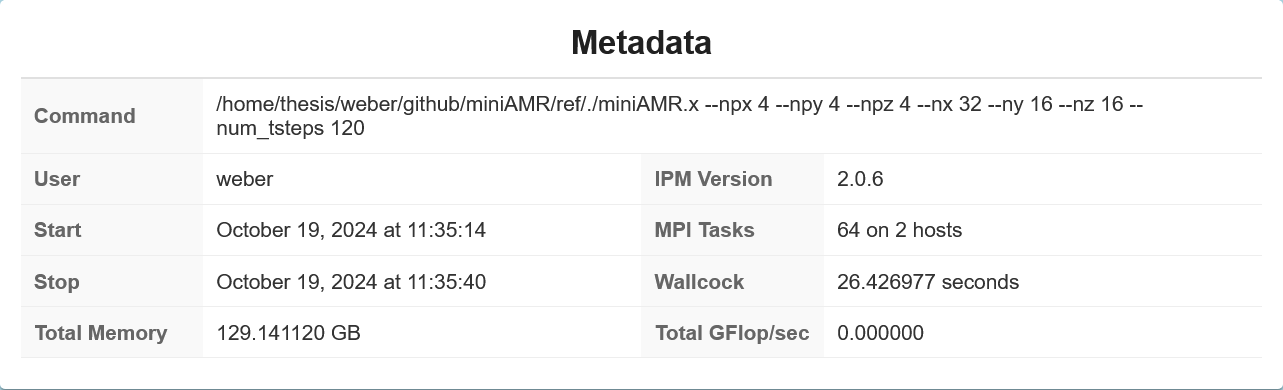 Metadata
Command
/home/thesis/weber/github/miniAMR/ref/./miniAMR.x --npx 4 --npy 4 --npz 4 --nx 32 --ny 16 --nz 16 --
num_tsteps 120
User weber IPM Version 2.0.6
Start October 19, 2024 at 11:35:14 MPI Tasks 64 on 2 hosts
Stop October 19, 2024 at 11:35:40 Wallcock 26.426977 seconds
Total Memory 129.141120 GB Total GFlop/sec 0.000000